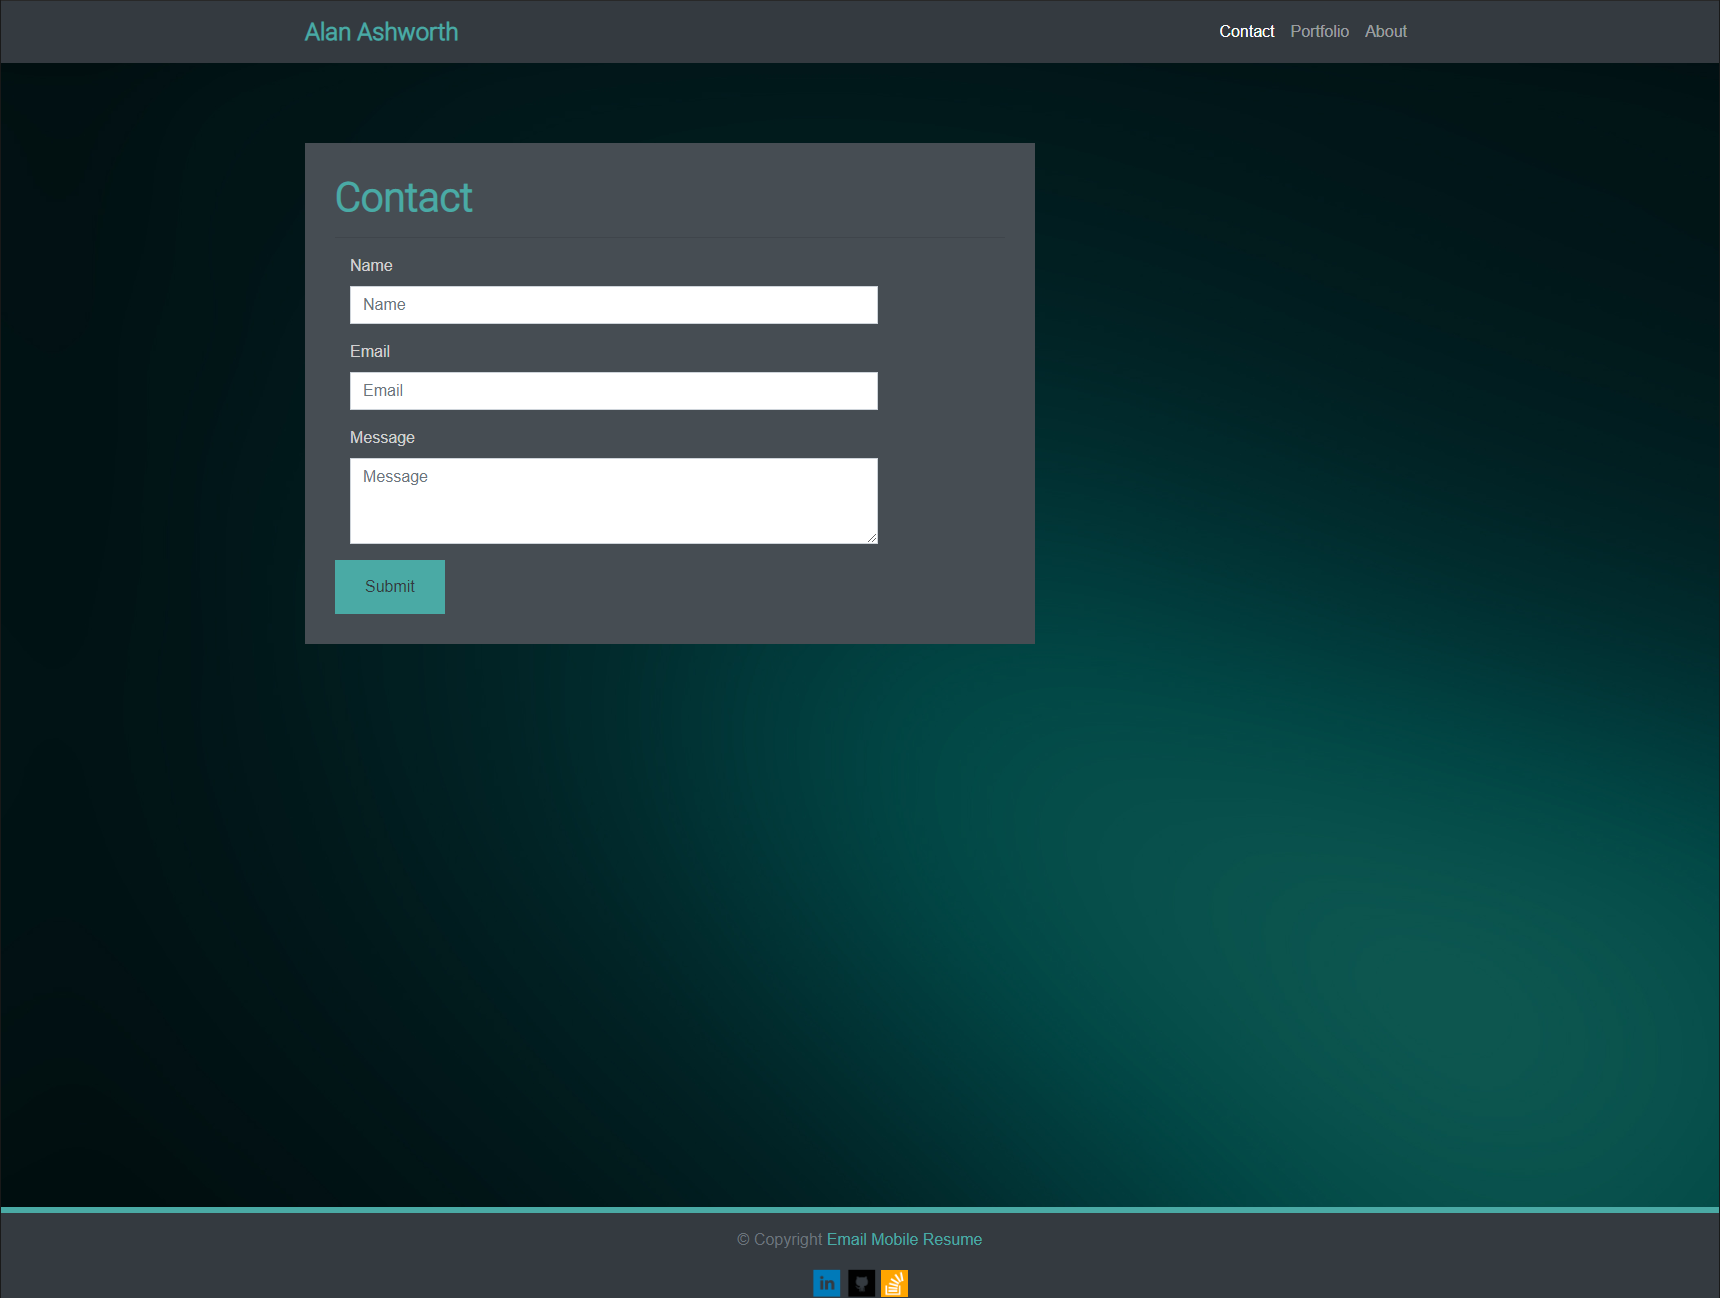 Alan Ashworth
Contact Portfolio About
Contact
Name
Name
Email
Email
Message
Message
Submit
© Copyright Email Mobile Resume
in